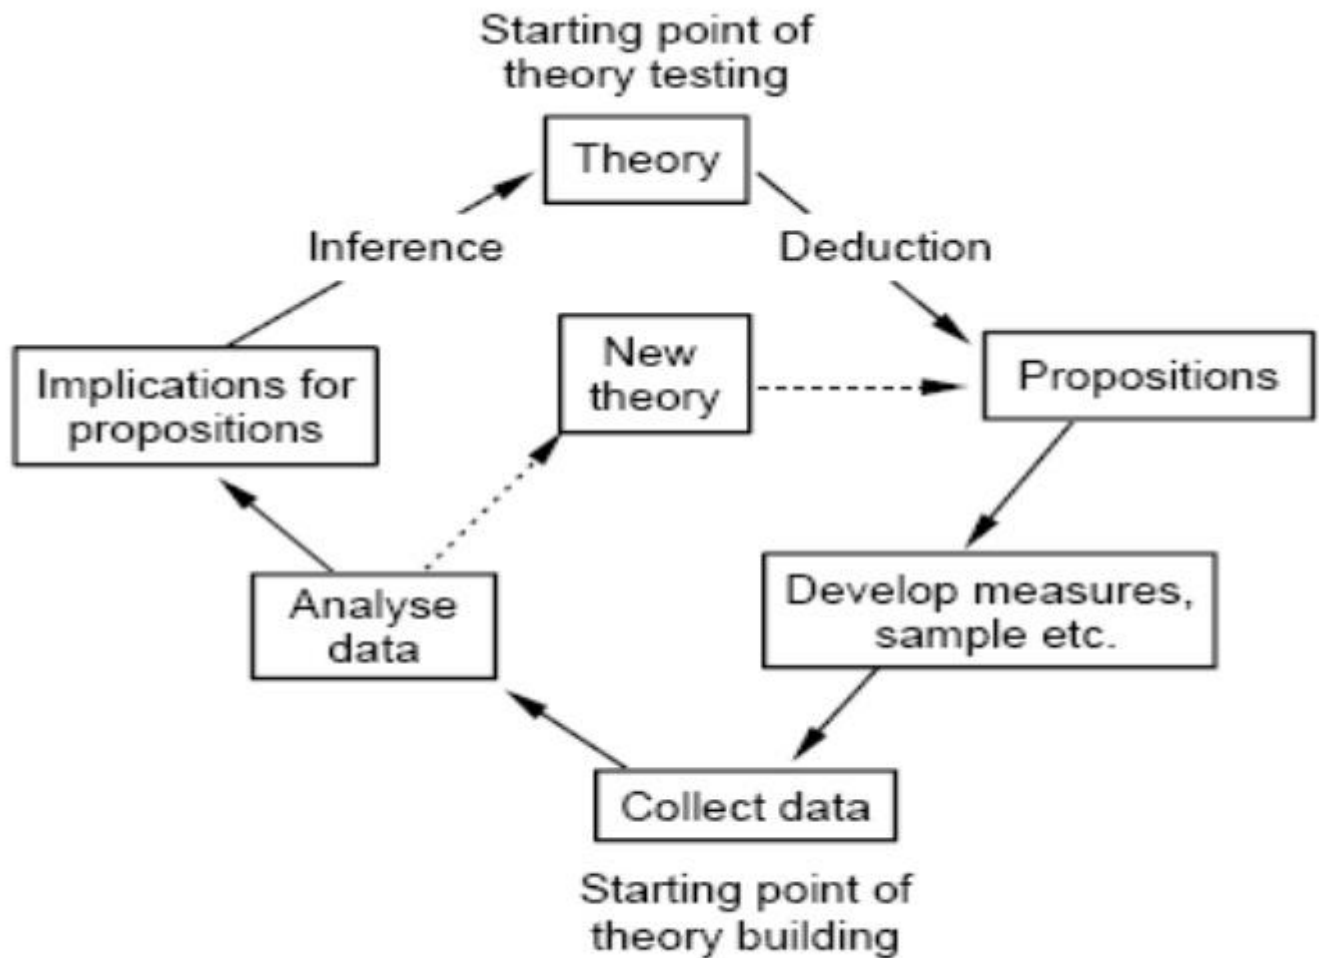 Starting point of
theory testing
Theory
Inference
Deduction
New
theory
Propositions
Implications for
propositions
Develop measures,
sample etc.
Analyse
data
Collect data
Starting point of
theory building